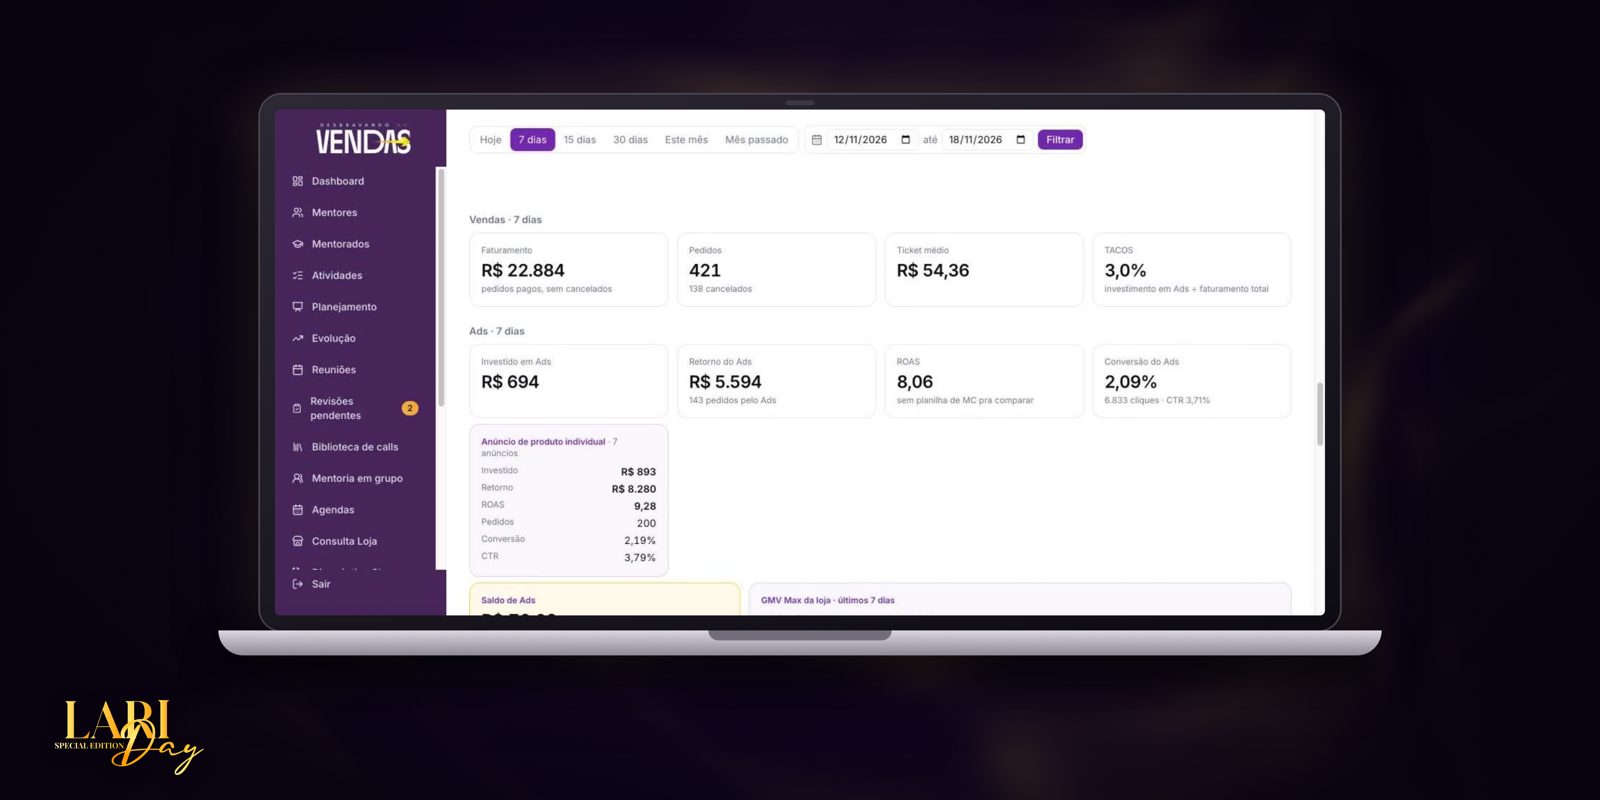 DESBRAVANDO
VENDAS
Dashboard
Mentores
Mentorados
Atividades
Planejamento
Evolução
Reuniões
Revisões
pendentes
2
Biblioteca de calls
Mentoria em grupo
Agendas
Consulta Loja
Sair
Hoje
7 dias
15 dias
30 dias
Este mês
Mês passado
12/11/2026
até
18/11/2026
Filtrar
Vendas · 7 dias
Faturamento
R$ 22.884
pedidos pagos, sem cancelados
Pedidos
421
138 cancelados
Ticket médio
R$ 54,36
TACOS
3,0%
investimento em Ads ÷ faturamento total
Ads · 7 dias
Investido em Ads
R$ 694
Retorno do Ads
R$ 5.594
143 pedidos pelo Ads
ROAS
8,06
sem planilha de MC pra comparar
Conversão do Ads
2,09%
6.833 cliques · CTR 3,71%
Anúncio de produto individual · 7
anúncios
Investido R$ 893
Retorno R$ 8.280
ROAS 9,28
Pedidos 200
Conversão 2,19%
CTR 3,79%
Saldo de Ads
GMV Max da loja · últimos 7 dias
LARI
SPECIAL EDITION
Day